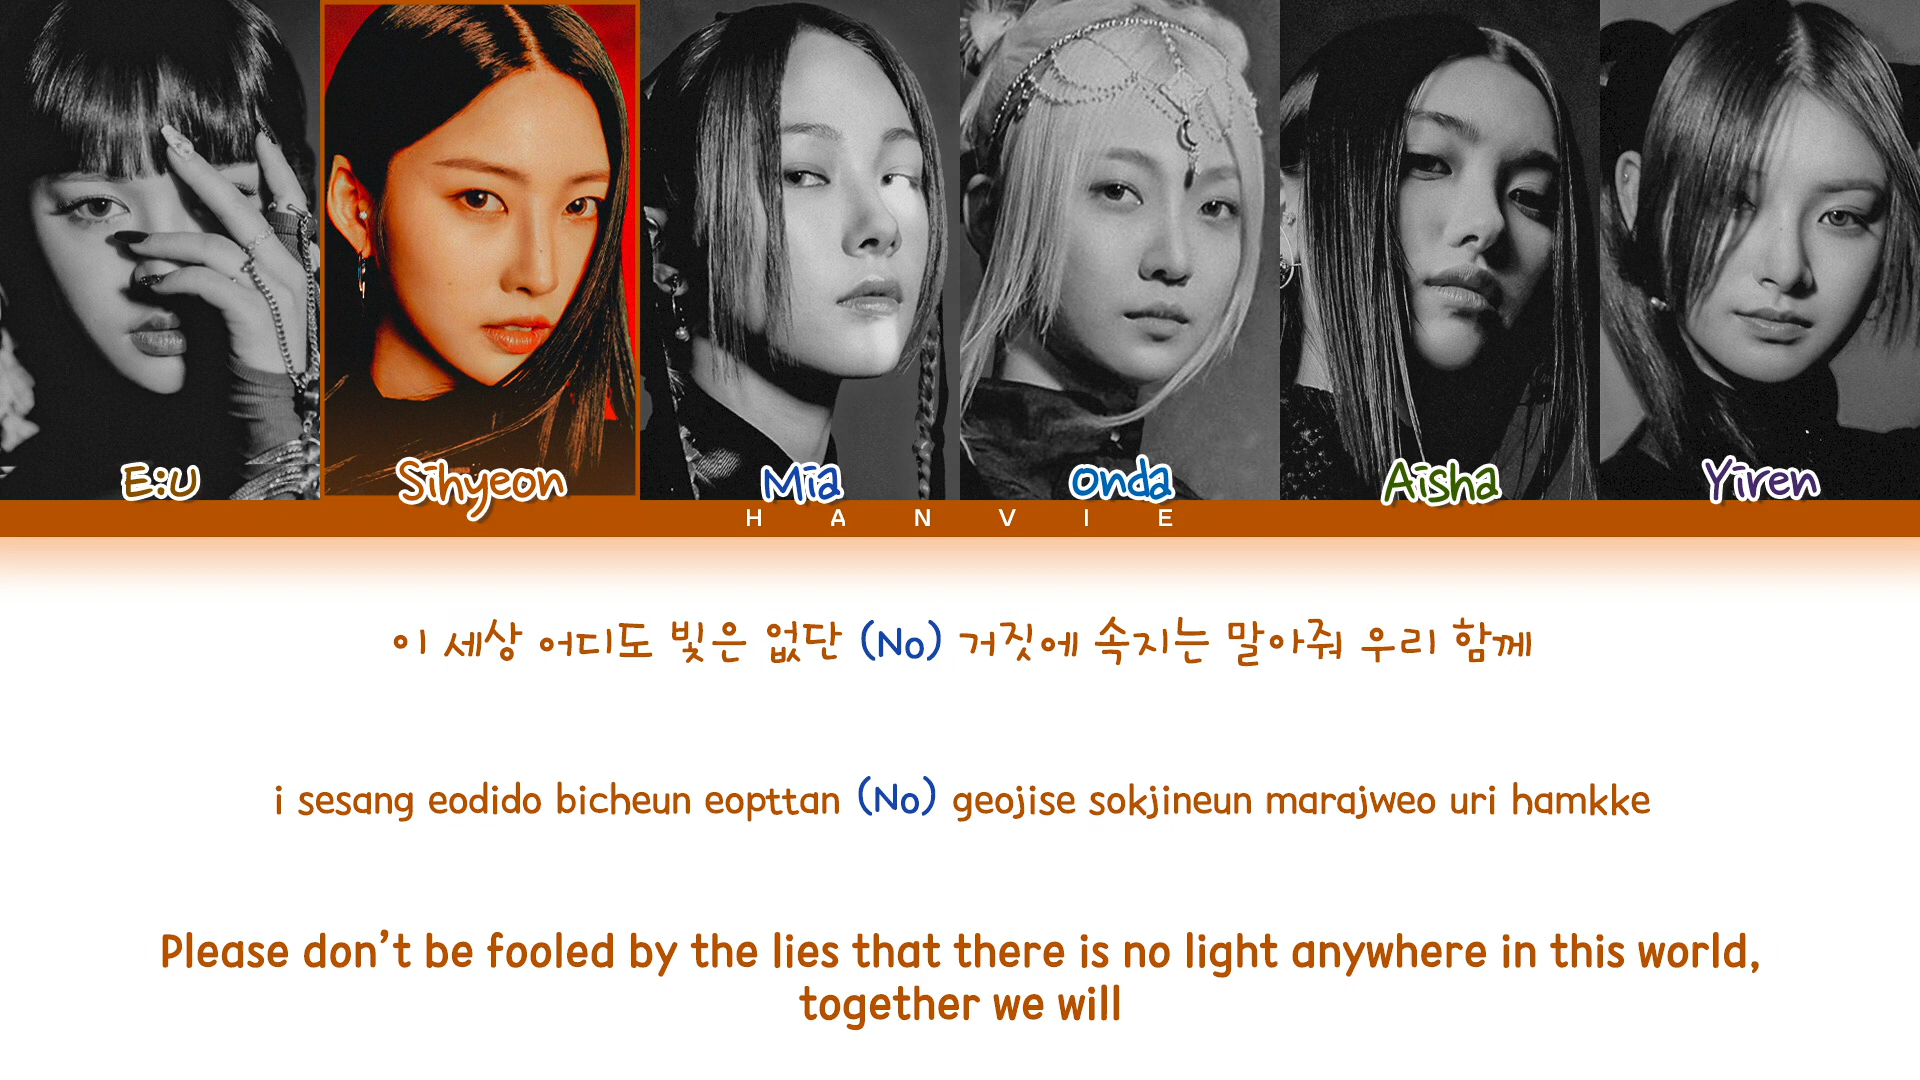 E:U
Sihyeon
Mia
Onda
Aisha
Yiren
HANVIE
이 세상 어디도 빛은 없단 (No) 거짓에 속지는 말아줘 우리 함께
i sesang eodido bicheun eopttan (No) geojise sokjineun marajweo uri hamkke
Please don't be fooled by the lies that there is no light anywhere in this world,
together we will